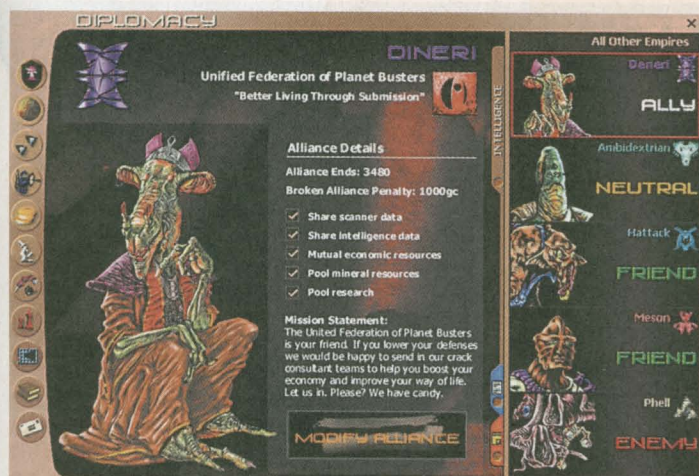 DIPLOMACY
DINERI
Unified Federation of Planet Busters
"Better Living Through Submission"
INTELLIGENCE
Alliance Details
Alliance Ends: 3480
Broken Alliance Penalty: 1000gc
Share scanner data
Share intelligence data
Mutual economic resources
Pool mineral resources
Pool research
Mission Statement:
The United Federation of Planet Busters
is your friend. If you lower your defenses
we would be happy to send in our crack
consultant teams to help you boost your
economy and improve your way of life.
Let us in. Please? We have candy.
MODIFY ALLIANCE
All Other Empires
Deneri
ALLY
Ambidextrian
NEUTRAL
Hattack
FRIEND
Meson
FRIEND
Phell
ENEMY